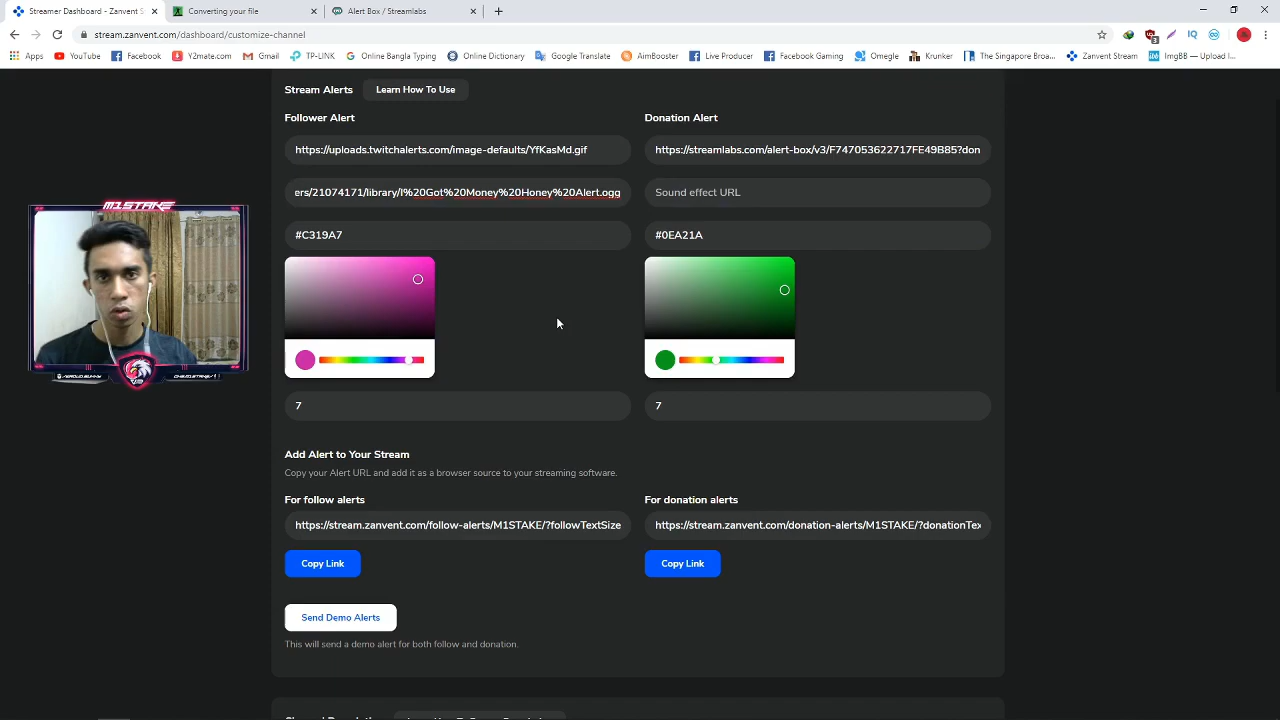 Streamer Dashboard - Zanvent S
Converting your file
Alert Box / Streamlabs
stream.zanvent.com/dashboard/customize-channel
3
IQ
Apps
YouTube
Facebook
Y2mate.com
Gmail
TP-LINK
Online Bangla Typing
Online Dictionary
Google Translate
AimBooster
Live Producer
Facebook Gaming
Omegle
Krunker
The Singapore Broa...
Zanvent Stream
ImgBB — Upload I...
Stream Alerts
Learn How To Use
Follower Alert
Donation Alert
https://uploads.twitchalerts.com/image-defaults/YfKasMd.gif
https://streamlabs.com/alert-box/v3/F747053622717FE49B85?don
ers/21074171/library/I%20Got%20Money%20Honey%20Alert.ogg
Sound effect URL
#C319A7
#0EA21A
M1STAKE
7
7
Add Alert to Your Stream
Copy your Alert URL and add it as a browser source to your streaming software.
For follow alerts
For donation alerts
https://stream.zanvent.com/follow-alerts/M1STAKE/?followTextSize
https://stream.zanvent.com/donation-alerts/M1STAKE/?donationTex
Copy Link
Copy Link
Send Demo Alerts
This will send a demo alert for both follow and donation.